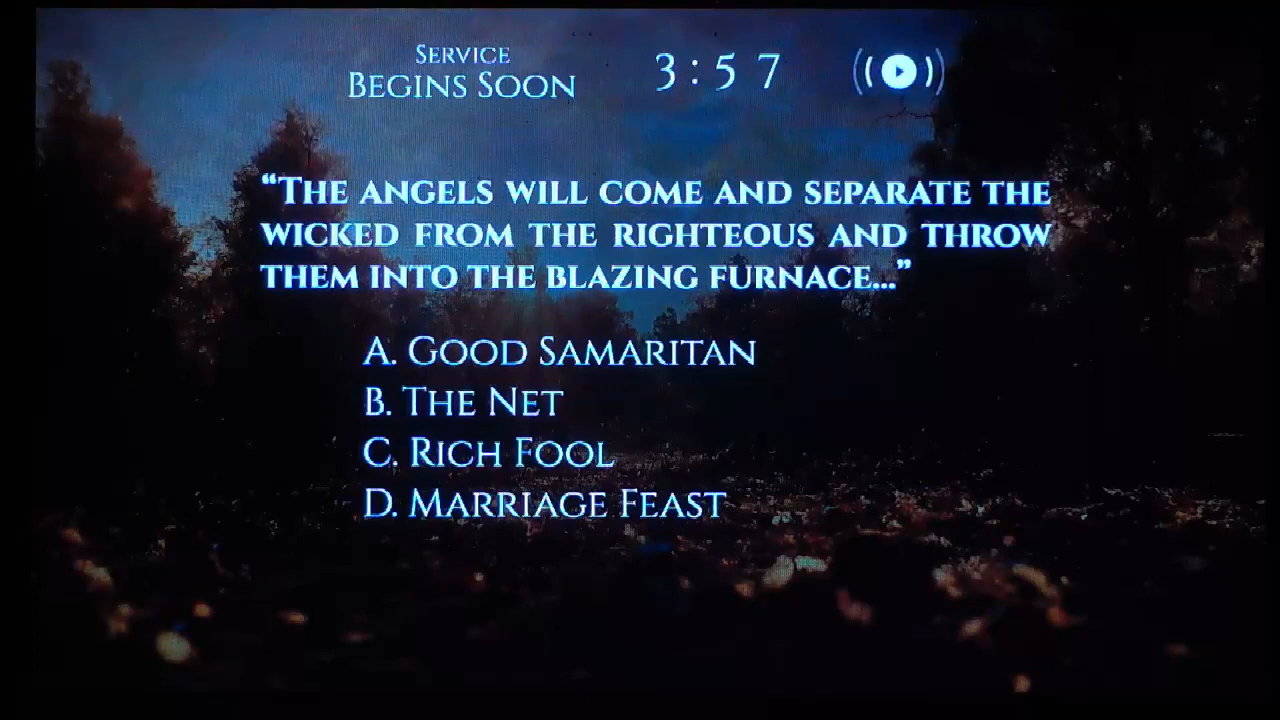 SERVICE
BEGINS SOON
3:57
“THE ANGELS WILL COME AND SEPARATE THE
WICKED FROM THE RIGHTEOUS AND THROW
THEM INTO THE BLAZING FURNACE...”
A. GOOD SAMARITAN
B. THE NET
C. RICH FOOL
D. MARRIAGE FEAST